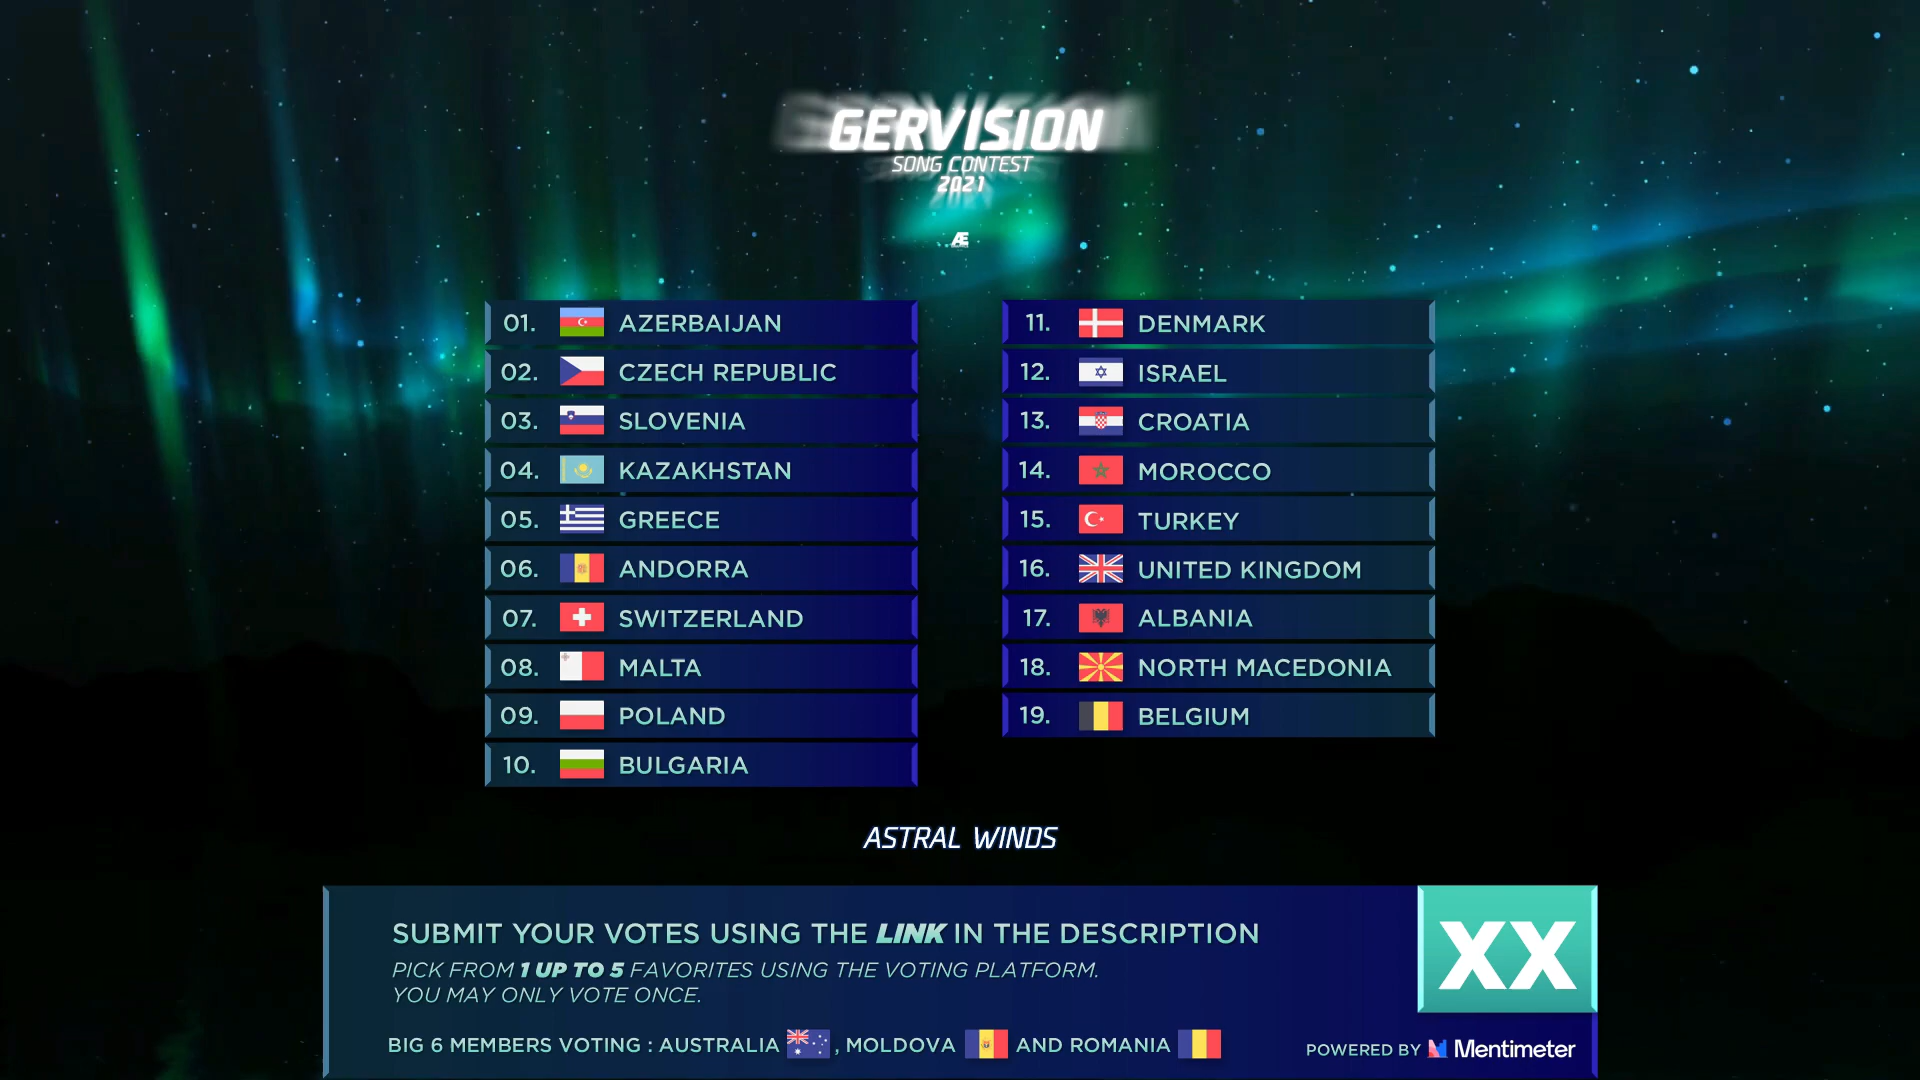 GERVISION
SONG CONTEST
2021
Æ
01. AZERBAIJAN
02. CZECH REPUBLIC
03. SLOVENIA
04. KAZAKHSTAN
05. GREECE
06. ANDORRA
07. SWITZERLAND
08. MALTA
09. POLAND
10. BULGARIA
11. DENMARK
12. ISRAEL
13. CROATIA
14. MOROCCO
15. TURKEY
16. UNITED KINGDOM
17. ALBANIA
18. NORTH MACEDONIA
19. BELGIUM
ASTRAL WINDS
SUBMIT YOUR VOTES USING THE LINK IN THE DESCRIPTION
PICK FROM 1 UP TO 5 FAVORITES USING THE VOTING PLATFORM.
YOU MAY ONLY VOTE ONCE.
XX
BIG 6 MEMBERS VOTING : AUSTRALIA , MOLDOVA AND ROMANIA
POWERED BY Mentimeter